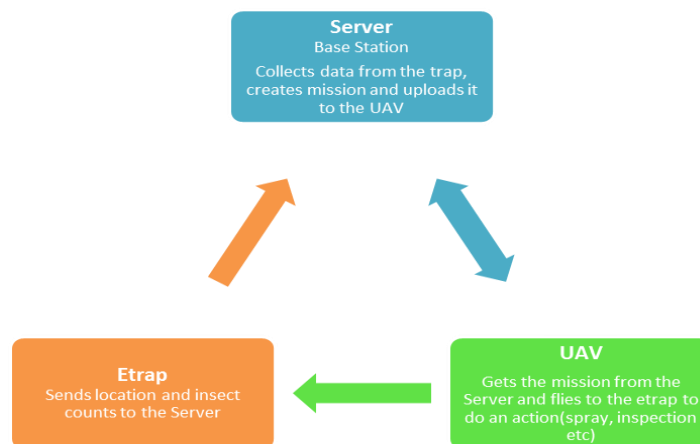 Server
Base Station
Collects data from the trap,
creates mission and uploads it
to the UAV
Etrap
Sends location and insect
counts to the Server
UAV
Gets the mission from the
Server and flies to the etrap to
do an action(spray, inspection
etc)